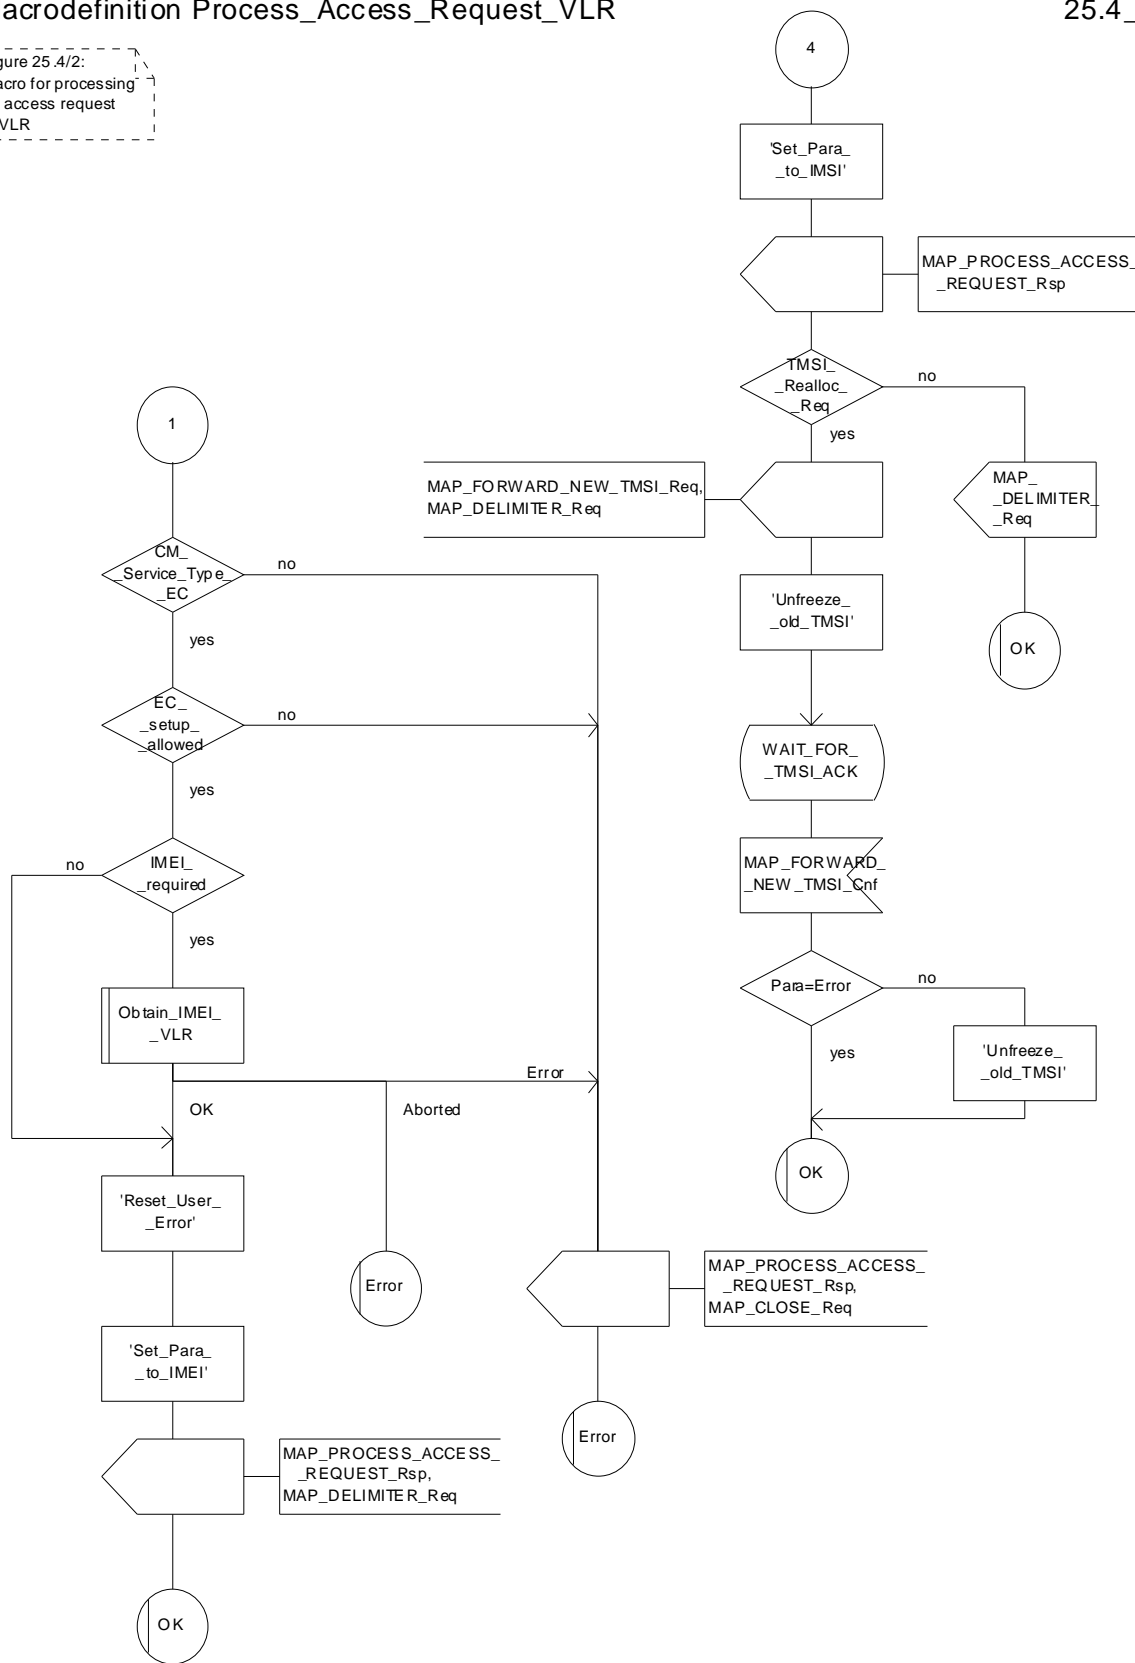 acrodefinition Process_Access_Request_VLR
25.4_
gure 25.4/2:
acro for processing
access request
VLR
4
'Set_Para_
_to_IMSI'
MAP_PROCESS_ACCESS_
_REQUEST_Rsp
TMSI_
_Realloc_
_Req
no
yes
MAP_FORWARD_NEW_TMSI_Req,
MAP_DELIMITER_Req
MAP_
_DELIMITER_
_Req
'Unfreeze_
_old_TMSI'
OK
WAIT_FOR_
_TMSI_ACK
MAP_FORWARD_
_NEW_TMSI_Cnf
Para=Error
no
yes
'Unfreeze_
_old_TMSI'
OK
1
CM_
_Service_Type_
_EC
no
yes
EC_
_setup_
_allowed
no
yes
IMEI_
_required
no
yes
Obtain_IMEI_
_VLR
Error
OK
Aborted
'Reset_User_
_Error'
Error
MAP_PROCESS_ACCESS_
_REQUEST_Rsp,
MAP_CLOSE_Req
'Set_Para_
_to_IMEI'
Error
MAP_PROCESS_ACCESS_
_REQUEST_Rsp,
MAP_DELIMITER_Req
OK